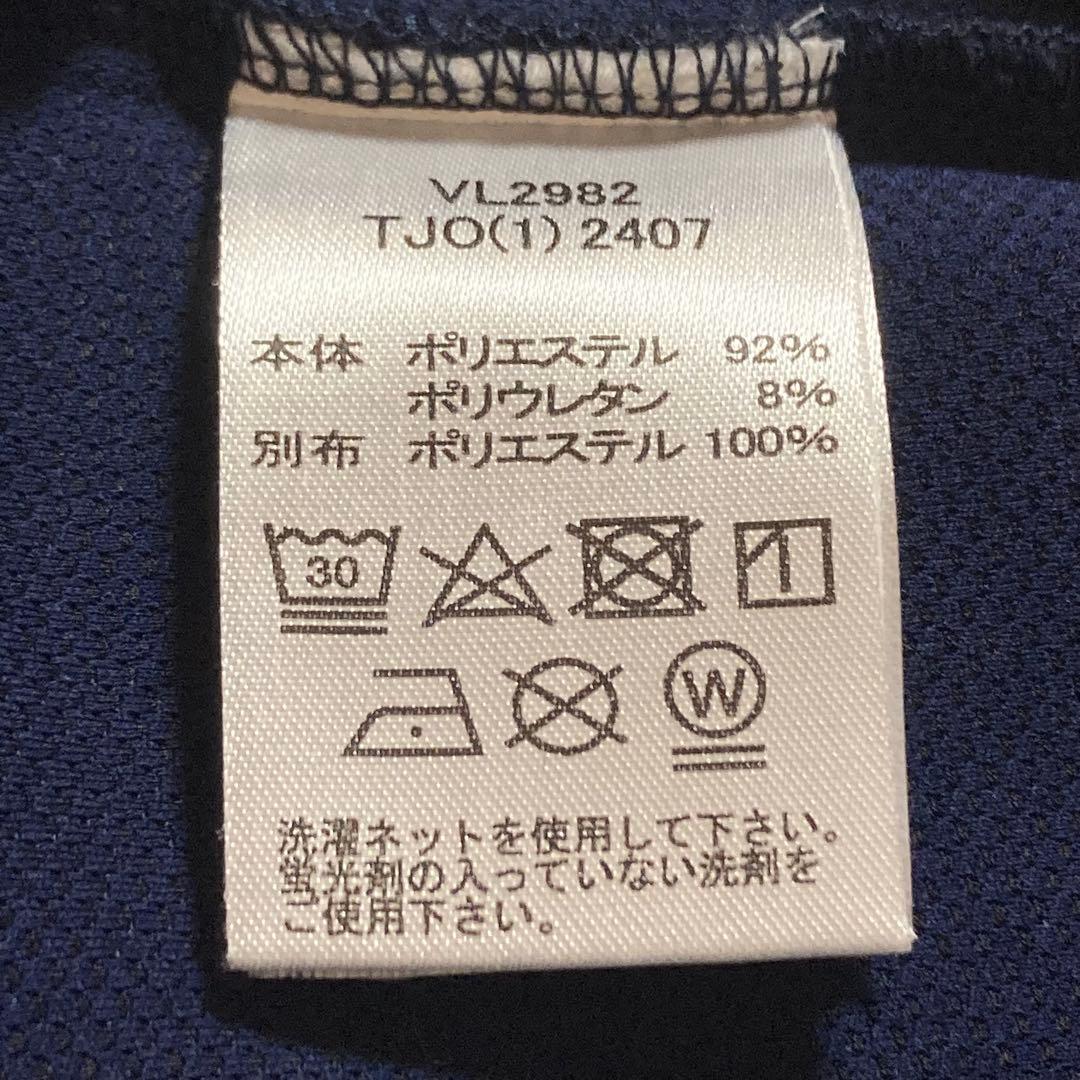 VL2982
TJO(1) 2407
本体 ポリエステル 92%
ポリウレタン 8%
別布 ポリエステル 100%
30
W
洗濯ネットを使用して下さい。
蛍光剤の入っていない洗剤を
ご使用下さい。